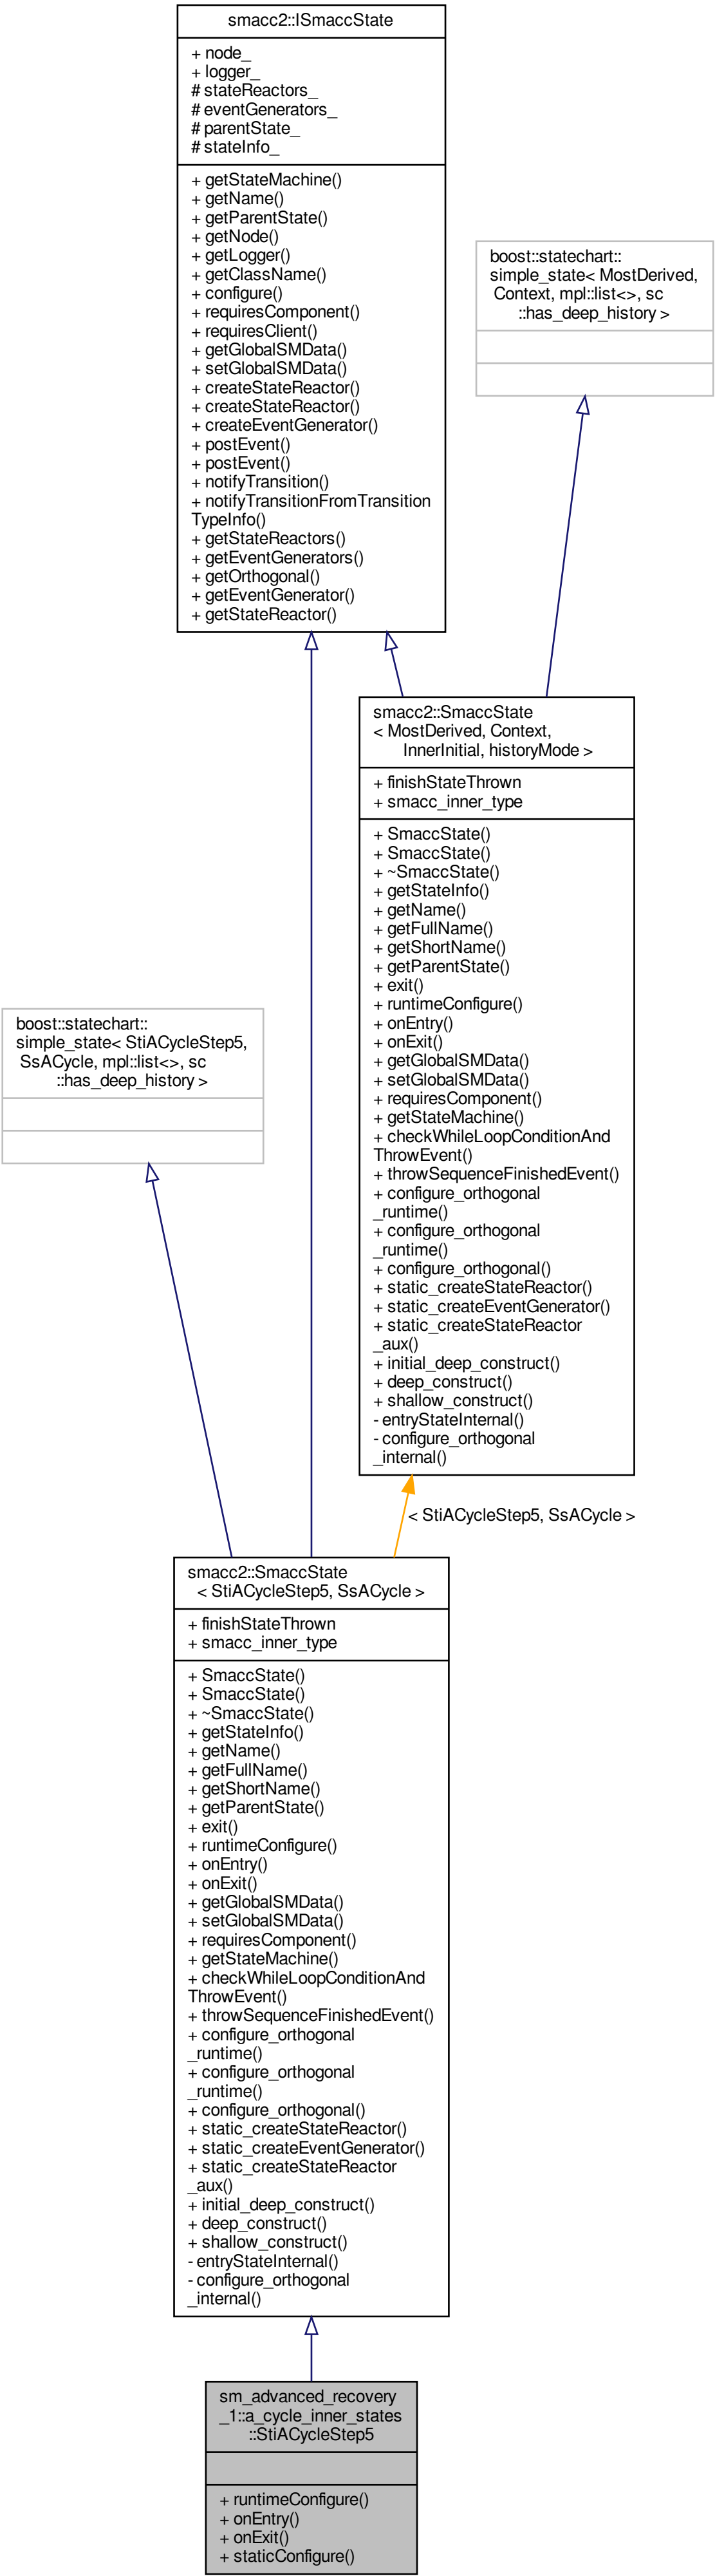 smacc2::ISmaccState
+ node_
+ logger_
# stateReactors_
# eventGenerators_
# parentState_
# stateInfo_
+ getStateMachine()
+ getName()
+ getParentState()
+ getNode()
+ getLogger()
+ getClassName()
+ configure()
+ requiresComponent()
+ requiresClient()
+ getGlobalSMData()
+ setGlobalSMData()
+ createStateReactor()
+ createStateReactor()
+ createEventGenerator()
+ postEvent()
+ postEvent()
+ notifyTransition()
+ notifyTransitionFromTransition
TypeInfo()
+ getStateReactors()
+ getEventGenerators()
+ getOrthogonal()
+ getEventGenerator()
+ getStateReactor()
boost::statechart::
simple_state< MostDerived,
Context, mpl::list<>, sc
::has_deep_history >
smacc2::SmaccState
< MostDerived, Context,
InnerInitial, historyMode >
+ finishStateThrown
+ smacc_inner_type
+ SmaccState()
+ SmaccState()
+ ~SmaccState()
+ getStateInfo()
+ getName()
+ getFullName()
+ getShortName()
+ getParentState()
+ exit()
+ runtimeConfigure()
+ onEntry()
+ onExit()
+ getGlobalSMData()
+ setGlobalSMData()
+ requiresComponent()
+ getStateMachine()
+ checkWhileLoopConditionAnd
ThrowEvent()
+ throwSequenceFinishedEvent()
+ configure_orthogonal
_runtime()
+ configure_orthogonal
_runtime()
+ configure_orthogonal()
+ static_createStateReactor()
+ static_createEventGenerator()
+ static_createStateReactor
_aux()
+ initial_deep_construct()
+ deep_construct()
+ shallow_construct()
- entryStateInternal()
- configure_orthogonal
_internal()
boost::statechart::
simple_state< StiACycleStep5,
SsACycle, mpl::list<>, sc
::has_deep_history >
< StiACycleStep5, SsACycle >
smacc2::SmaccState
< StiACycleStep5, SsACycle >
+ finishStateThrown
+ smacc_inner_type
+ SmaccState()
+ SmaccState()
+ ~SmaccState()
+ getStateInfo()
+ getName()
+ getFullName()
+ getShortName()
+ getParentState()
+ exit()
+ runtimeConfigure()
+ onEntry()
+ onExit()
+ getGlobalSMData()
+ setGlobalSMData()
+ requiresComponent()
+ getStateMachine()
+ checkWhileLoopConditionAnd
ThrowEvent()
+ throwSequenceFinishedEvent()
+ configure_orthogonal
_runtime()
+ configure_orthogonal
_runtime()
+ configure_orthogonal()
+ static_createStateReactor()
+ static_createEventGenerator()
+ static_createStateReactor
_aux()
+ initial_deep_construct()
+ deep_construct()
+ shallow_construct()
- entryStateInternal()
- configure_orthogonal
_internal()
sm_advanced_recovery
_1::a_cycle_inner_states
::StiACycleStep5
+ runtimeConfigure()
+ onEntry()
+ onExit()
+ staticConfigure()